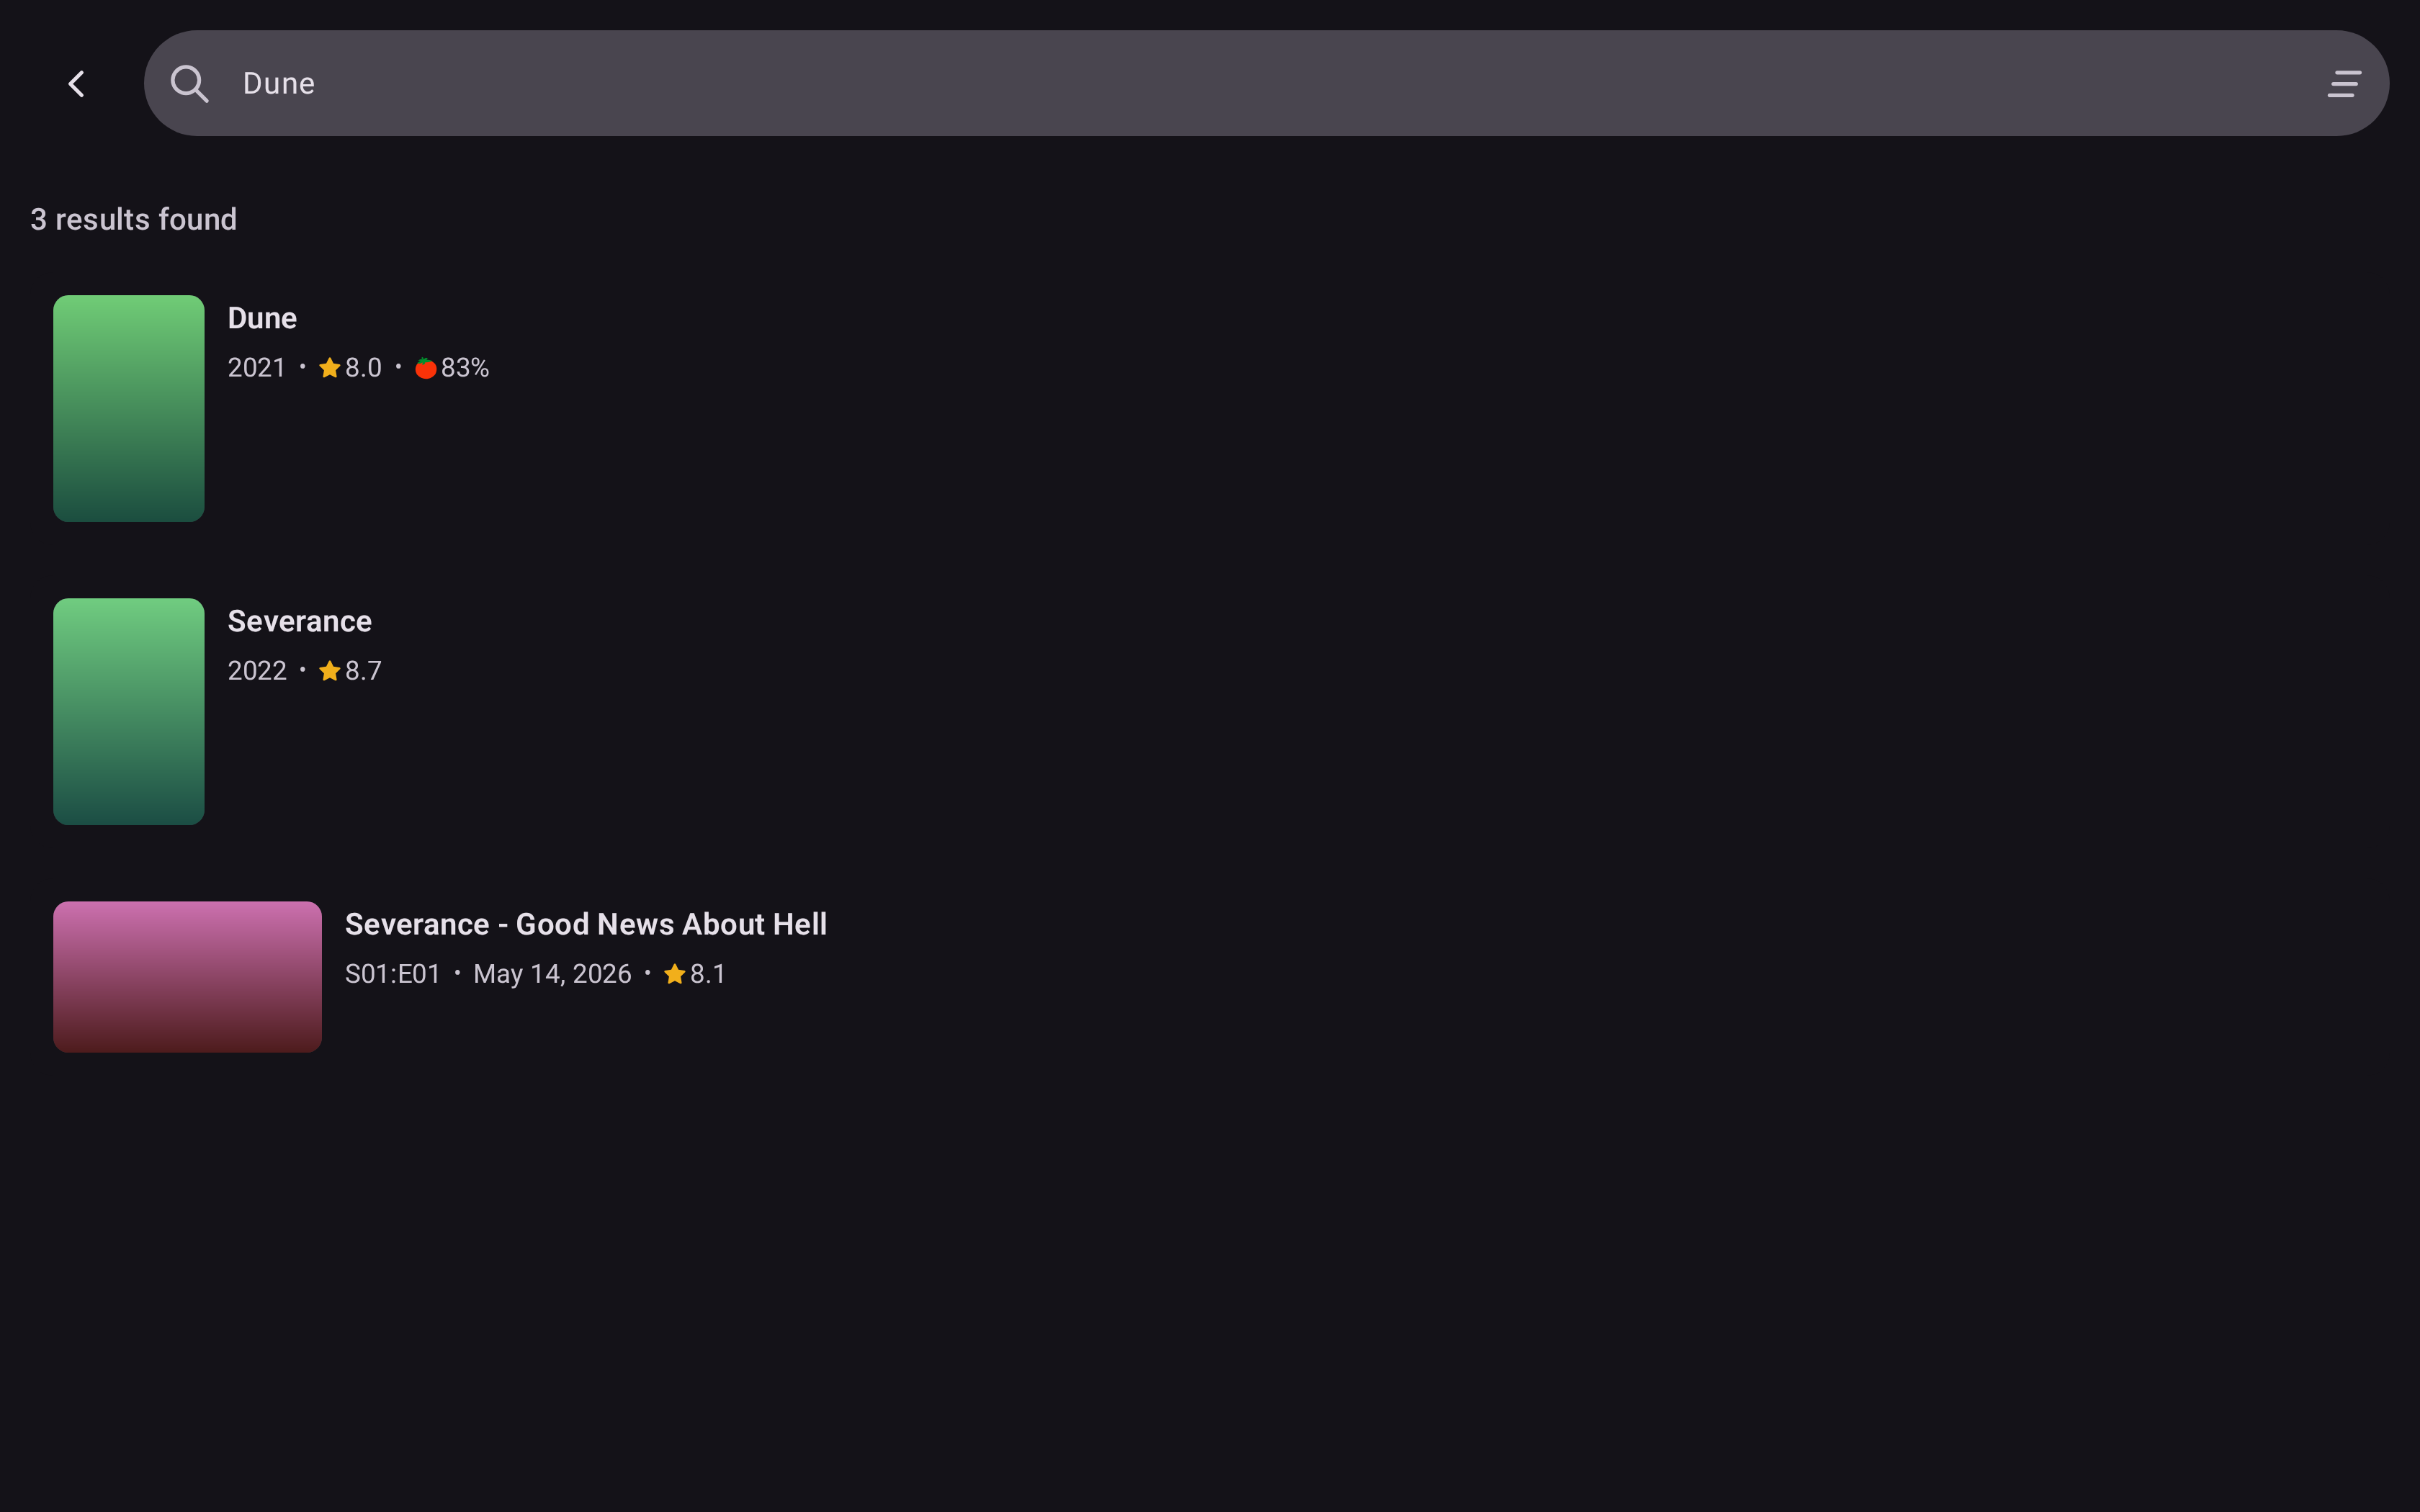 Dune
3 results found
Dune
2021 • ⭐8.0 • 🍅83%
Severance
2022 • ⭐8.7
Severance - Good News About Hell
S01:E01 • May 14, 2026 • ⭐8.1